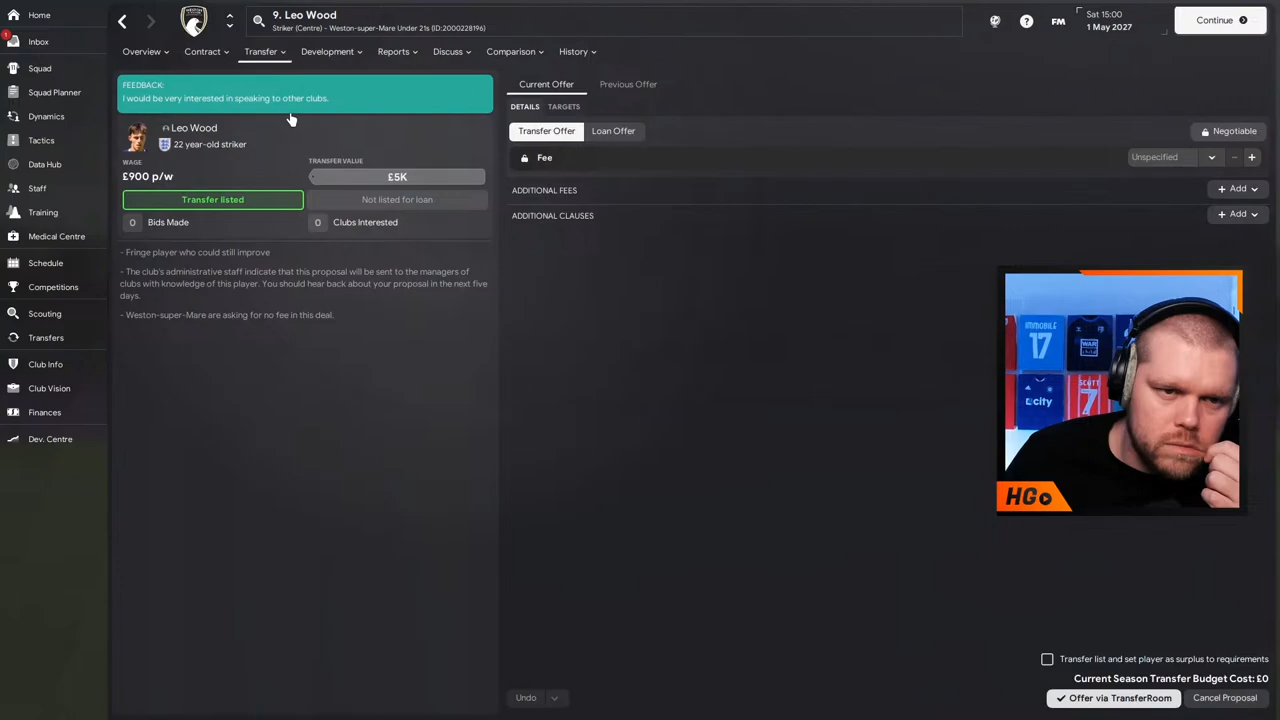 Home
9. Leo Wood
Striker (Centre) - Weston-super-Mare Under 21s (ID:2000228196)
FM
Sat 15:00
1 May 2027
Continue
1
Inbox
Squad
Squad Planner
Dynamics
Tactics
Data Hub
Staff
Training
Medical Centre
Schedule
Competitions
Scouting
Transfers
Club Info
Club Vision
Finances
Dev. Centre
Overview
Contract
Transfer
Development
Reports
Discuss
Comparison
History
FEEDBACK:
I would be very interested in speaking to other clubs.
Leo Wood
22 year-old striker
WAGE
TRANSFER VALUE
£900 p/w
£5K
Transfer listed
Not listed for loan
0 Bids Made
0 Clubs Interested
- Fringe player who could still improve
- The club's administrative staff indicate that this proposal will be sent to the managers of
clubs with knowledge of this player. You should hear back about your proposal in the next five
days.
- Weston-super-Mare are asking for no fee in this deal.
Current Offer
Previous Offer
DETAILS
TARGETS
Transfer Offer
Loan Offer
Negotiable
Fee
Unspecified
ADDITIONAL FEES
+ Add
ADDITIONAL CLAUSES
+ Add
IMMOBILE
17
WAR
child
city
SCOTT
7
HGO
Transfer list and set player as surplus to requirements
Current Season Transfer Budget Cost: £0
Undo
Offer via TransferRoom
Cancel Proposal